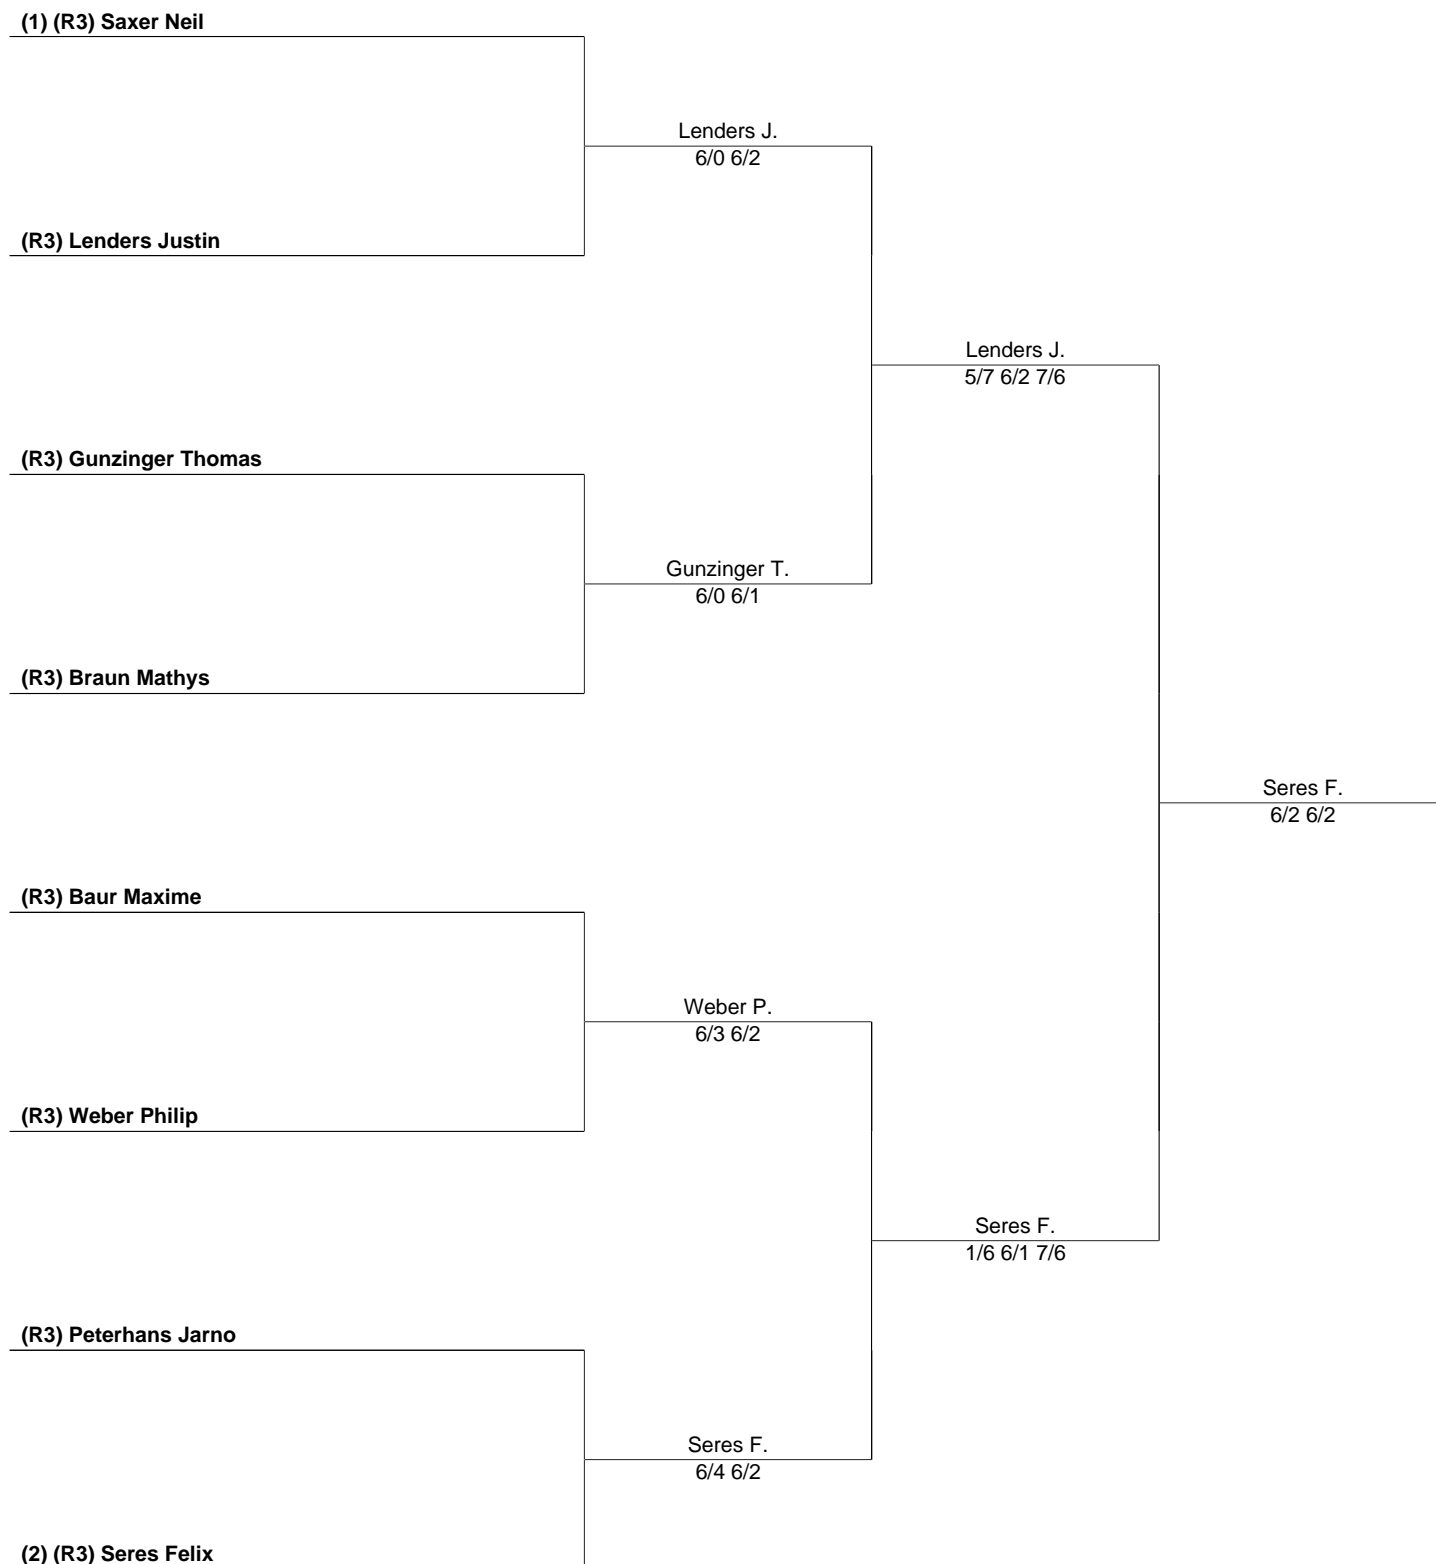 (1) (R3) Saxer Neil
Lenders J.
6/0 6/2
(R3) Lenders Justin
Lenders J.
5/7 6/2 7/6
(R3) Gunzinger Thomas
Gunzinger T.
6/0 6/1
(R3) Braun Mathys
Seres F.
6/2 6/2
(R3) Baur Maxime
Weber P.
6/3 6/2
(R3) Weber Philip
Seres F.
1/6 6/1 7/6
(R3) Peterhans Jarno
Seres F.
6/4 6/2
(2) (R3) Seres Felix